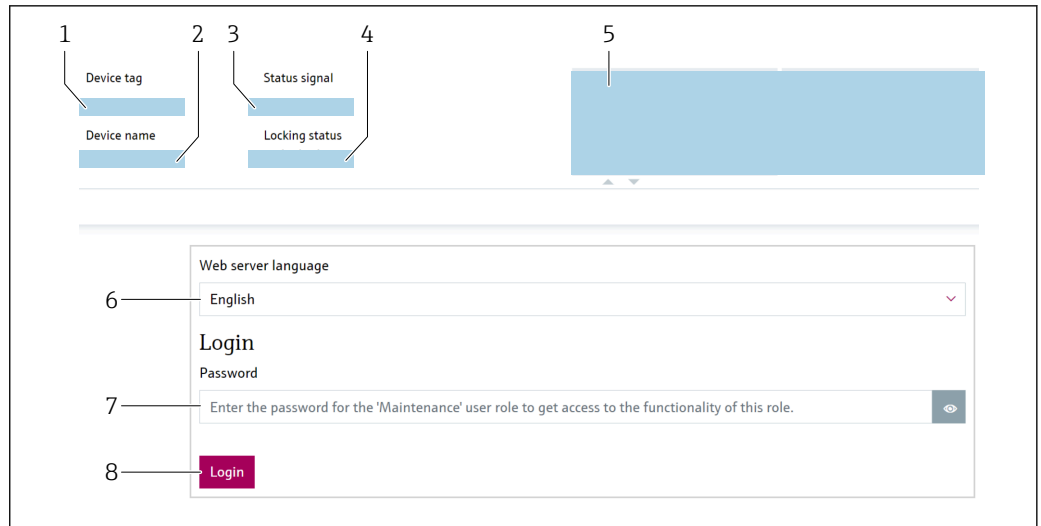 1 2 3 4 5
Device tag Status signal
Device name Locking status
Web server language
6 English
Login
Password
7 Enter the password for the 'Maintenance' user role to get access to the functionality of this role.
8 Login